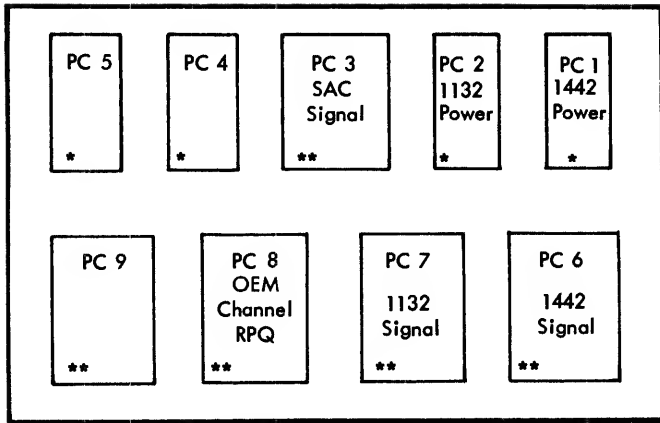 PC 5
*
PC 4
*
PC 3
SAC
Signal
**
PC 2
1132
Power
*
PC 1
1442
Power
*
PC 9
**
PC 8
OEM
Channel
RPQ
**
PC 7
1132
Signal
**
PC 6
1442
Signal
**